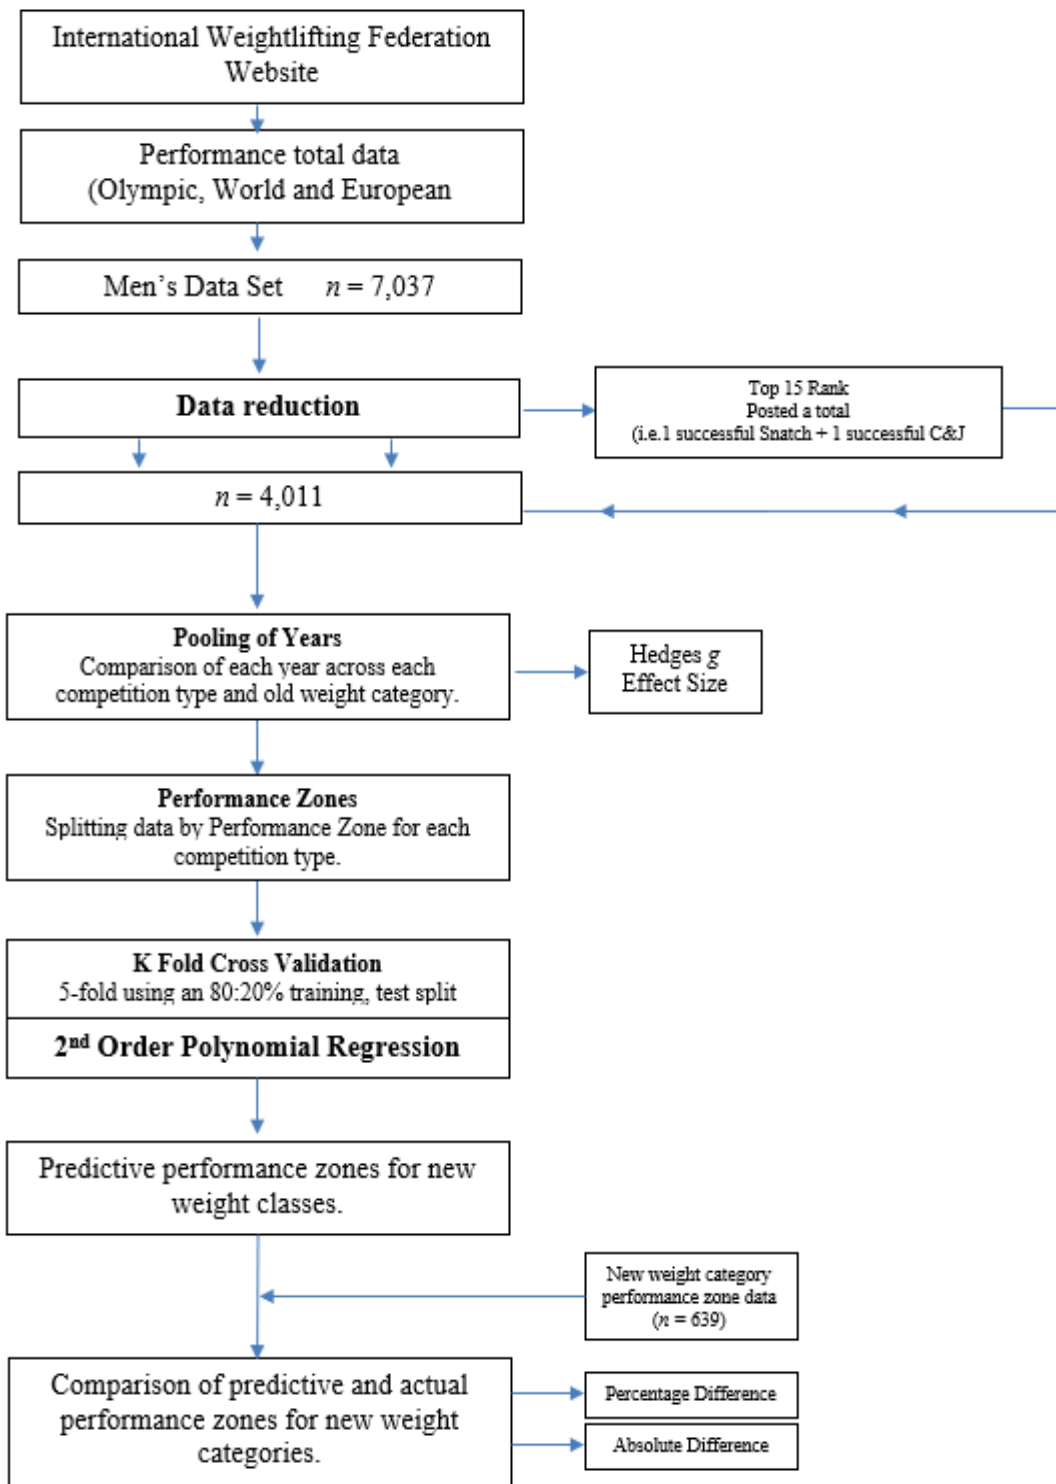 International Weightlifting Federation
Website
Performance total data
(Olympic, World and European
Men’s Data Set n = 7,037
Data reduction
Top 15 Rank
Posted a total
(i.e.1 successful Snatch + 1 successful C&J
n = 4,011
Pooling of Years
Comparison of each year across each
competition type and old weight category.
Hedges g
Effect Size
Performance Zones
Splitting data by Performance Zone for each
competition type.
K Fold Cross Validation
5-fold using an 80:20% training, test split
2nd Order Polynomial Regression
Predictive performance zones for new
weight classes.
New weight category
performance zone data
(n = 639)
Comparison of predictive and actual
performance zones for new weight
categories.
Percentage Difference
Absolute Difference